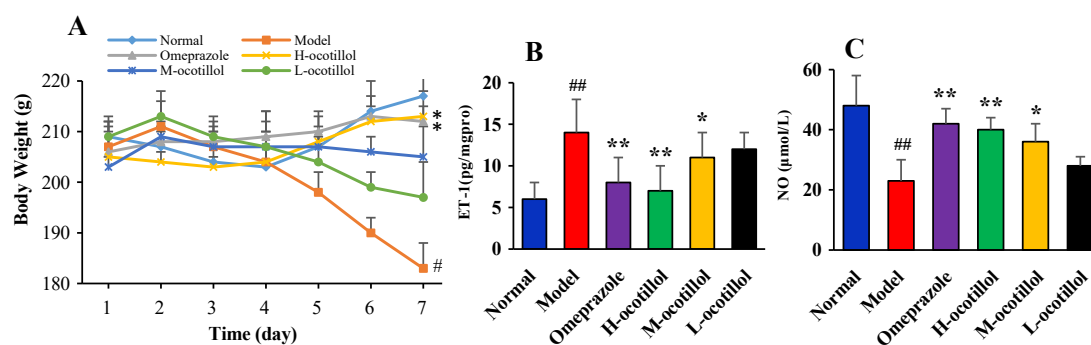 A
Normal Model
Omeprazole H-ocotillol
M-ocotillol L-ocotillol
Body Weight (g)
220
210
200
190
180
*
*
#
1 2 3 4 5 6 7
Time (day)
B
ET-1(pg/mgpro)
20
15
10
5
0
##
**
**
*
Normal
Model
Omeprazole
H-ocotillol
M-ocotillol
L-ocotillol
C
NO (μmol/L)
60
40
20
0
##
**
**
*
Normal
Model
Omeprazole
H-ocotillol
M-ocotillol
L-ocotillol